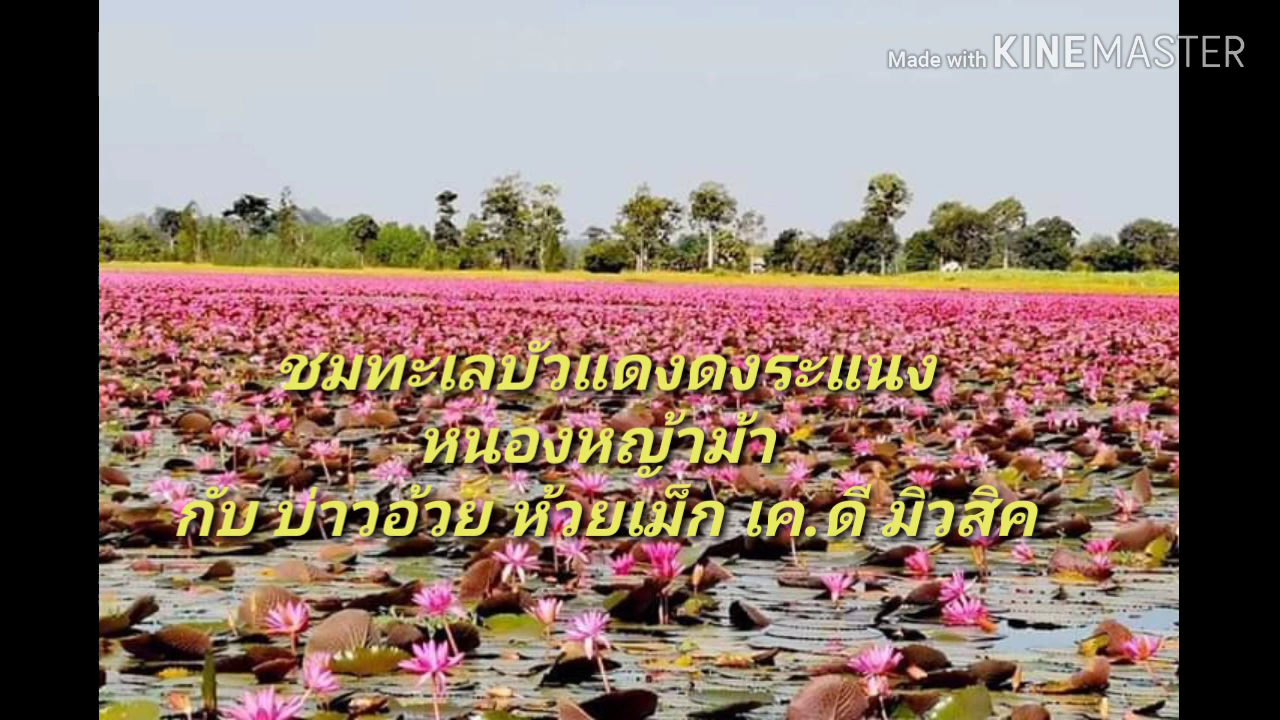 Made with KINEMASTER
ชมทะเลบัวแดงดงระแนง
หนองหญ้าม้า
กับ บ่าวอ้วย ห้วยเม็ก เค.ดี มิวสิค